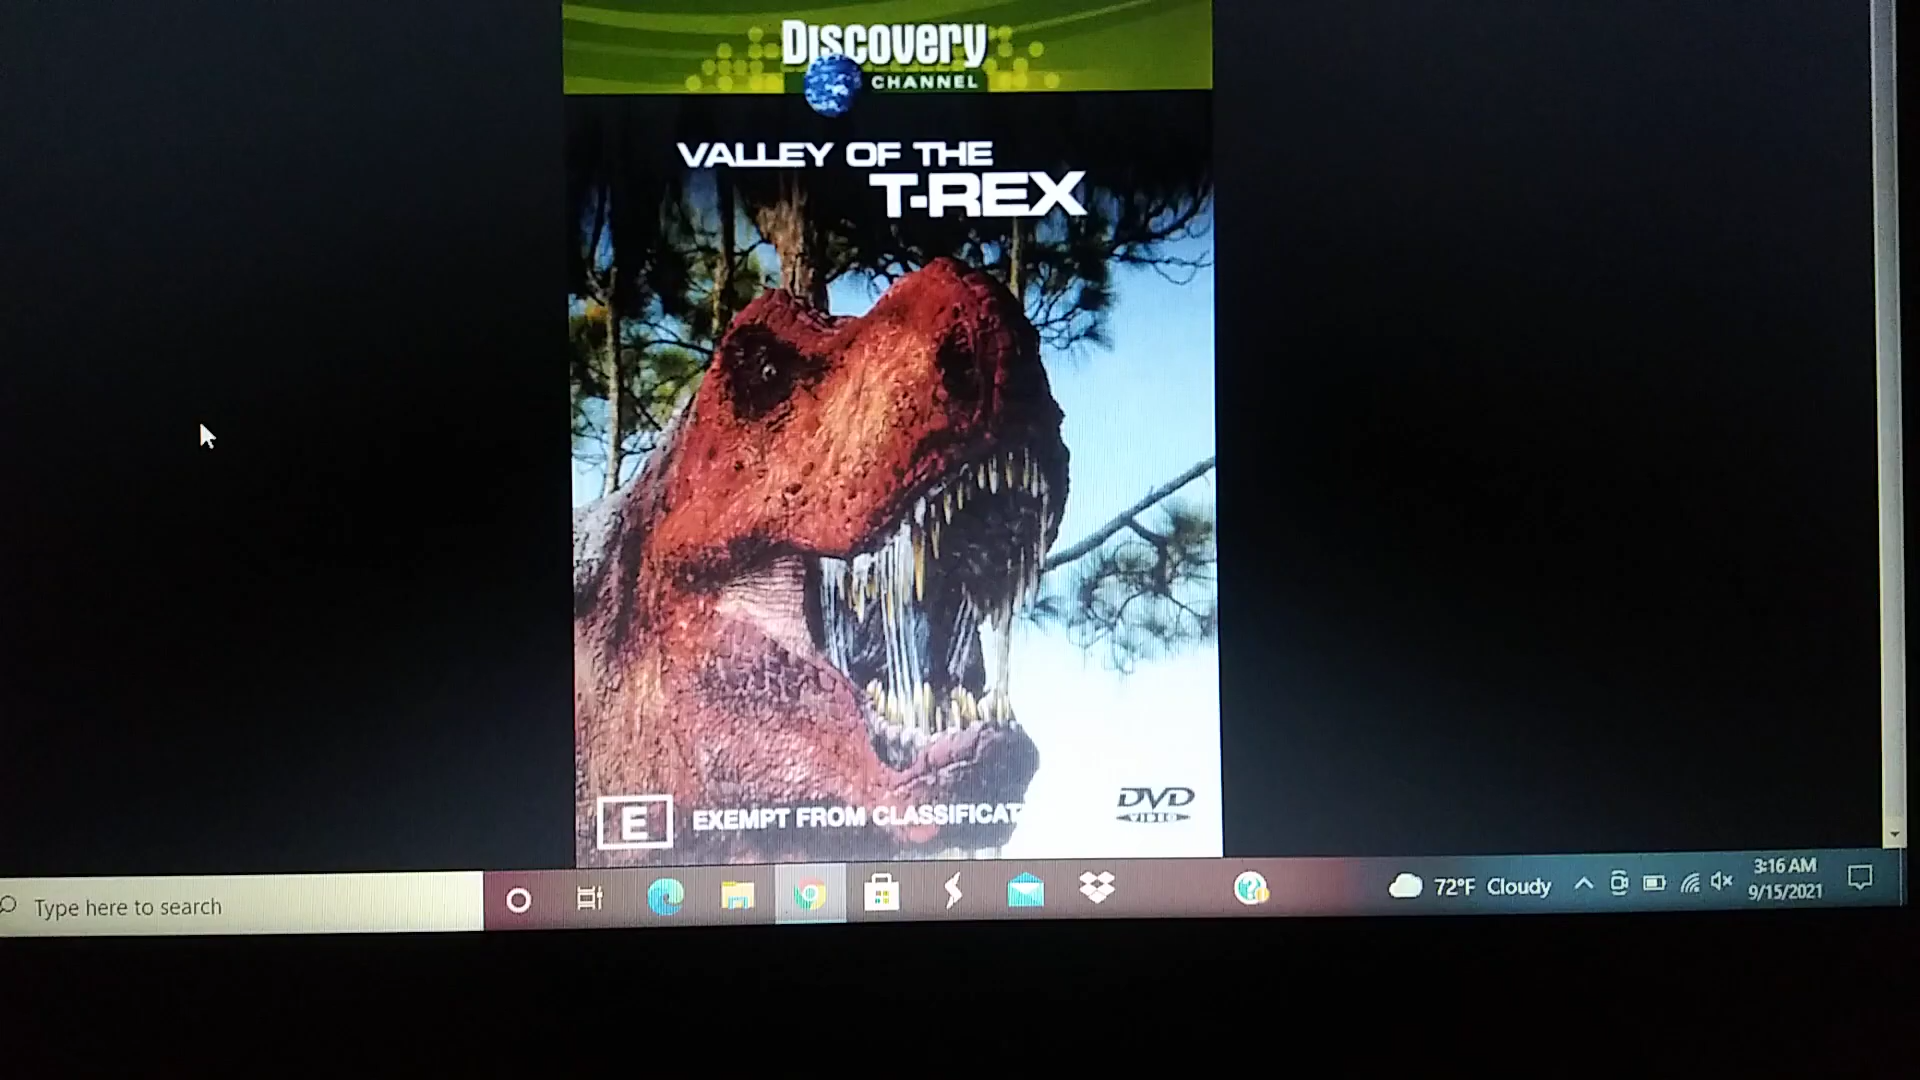 Discovery
CHANNEL
VALLEY OF THE
T-REX
E EXEMPT FROM CLASSIFICAT
DVD
VIDEO
Type here to search
72°F Cloudy
3:16 AM
9/15/2021